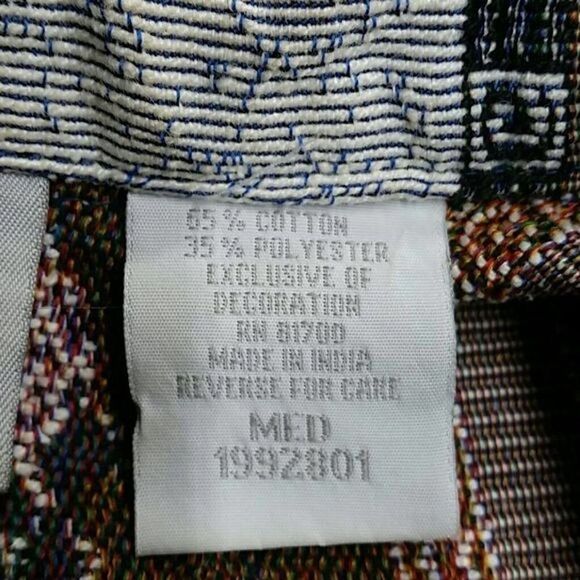 65% COTTON
35% POLYESTER
EXCLUSIVE OF
DECORATION
RN 81700
MADE IN INDIA
REVERSE FOR CARE
MED
1992801